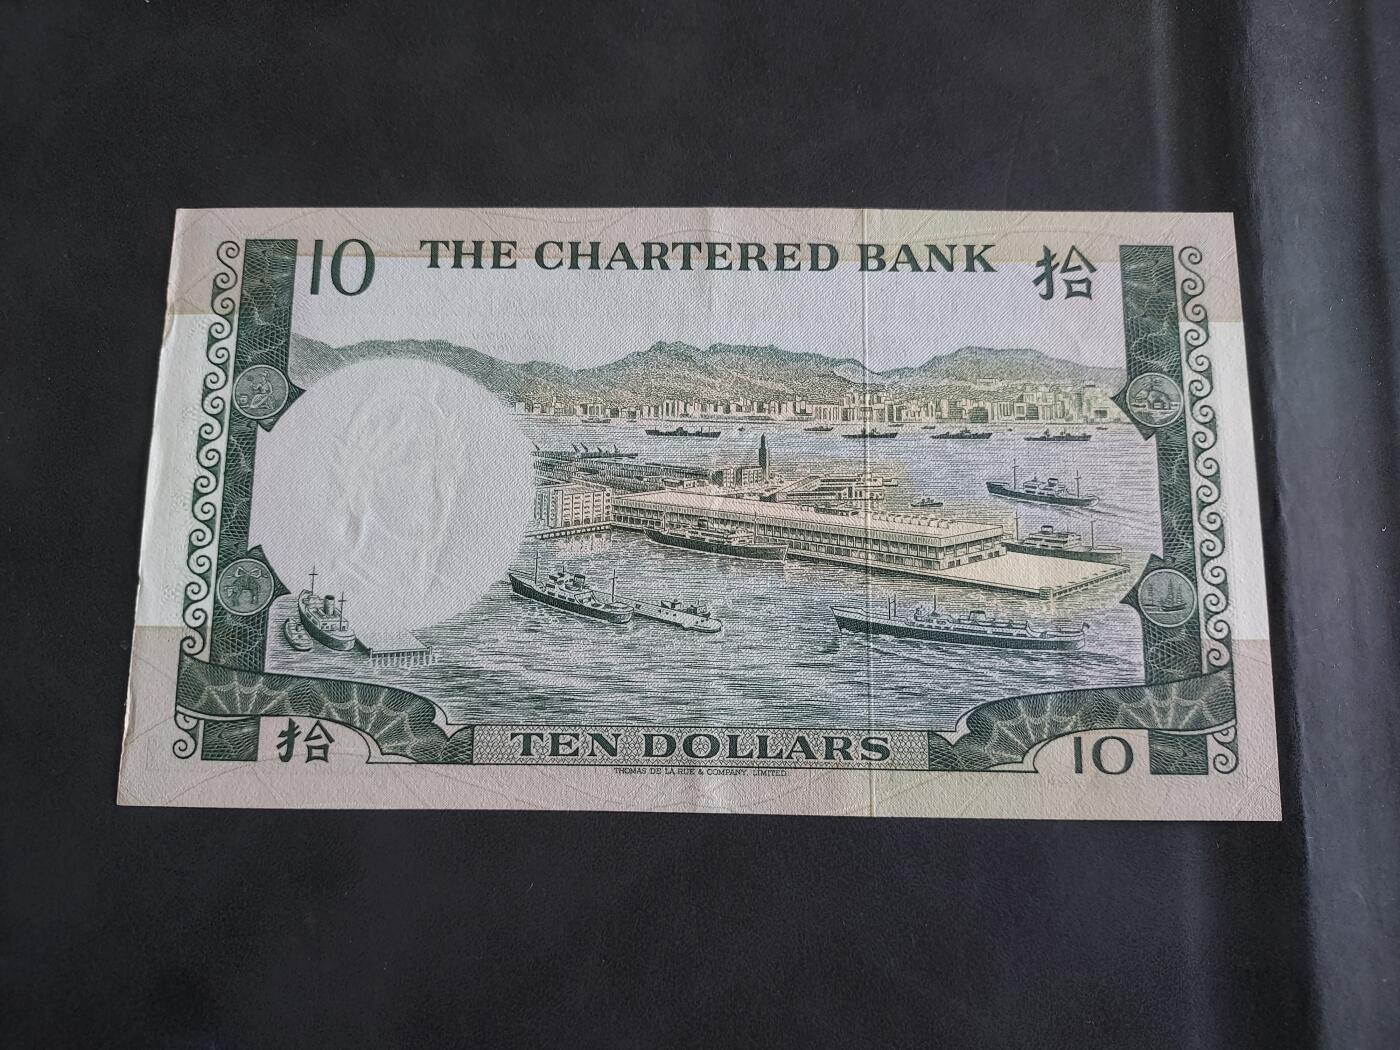 10 THE CHARTERED BANK 拾
拾 TEN DOLLARS 10
THOMAS DE LA RUE & COMPANY, LIMITED